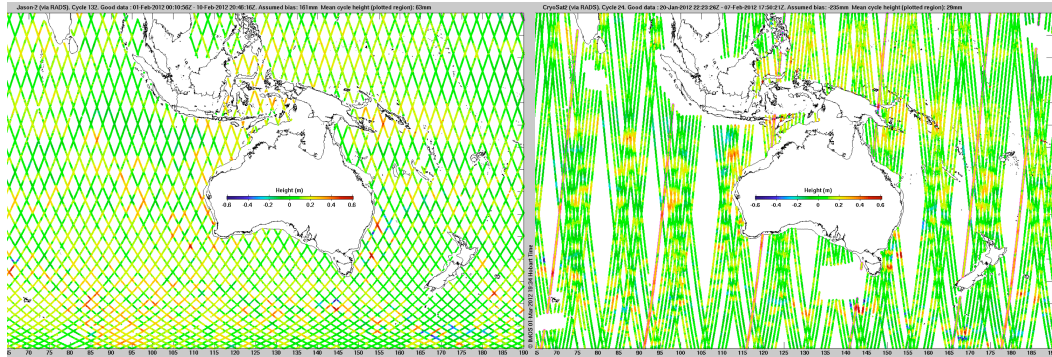 Jason-2 (via RADS). Cycle 132. Good data : 01-Feb-2012 00:10:56Z - 10-Feb-2012 20:46:16Z. Assumed bias: 161mm Mean cycle height (plotted region): 63mm
Height (m)
-0.6 -0.4 -0.2 0 0.2 0.4 0.6
65 70 75 80 85 90 95 100 105 110 115 120 125 130 135 140 145 150 155 160 165 170 175 180 185 190
CryoSat2 (via RADS). Cycle 24. Good data : 20-Jan-2012 22:23:26Z - 07-Feb-2012 17:50:21Z. Assumed bias: -235mm Mean cycle height (plotted region): 29mm
Height (m)
-0.6 -0.4 -0.2 0 0.2 0.4 0.6
65 70 75 80 85 90 95 100 105 110 115 120 125 130 135 140 145 150 155 160 165 170 175 180 185